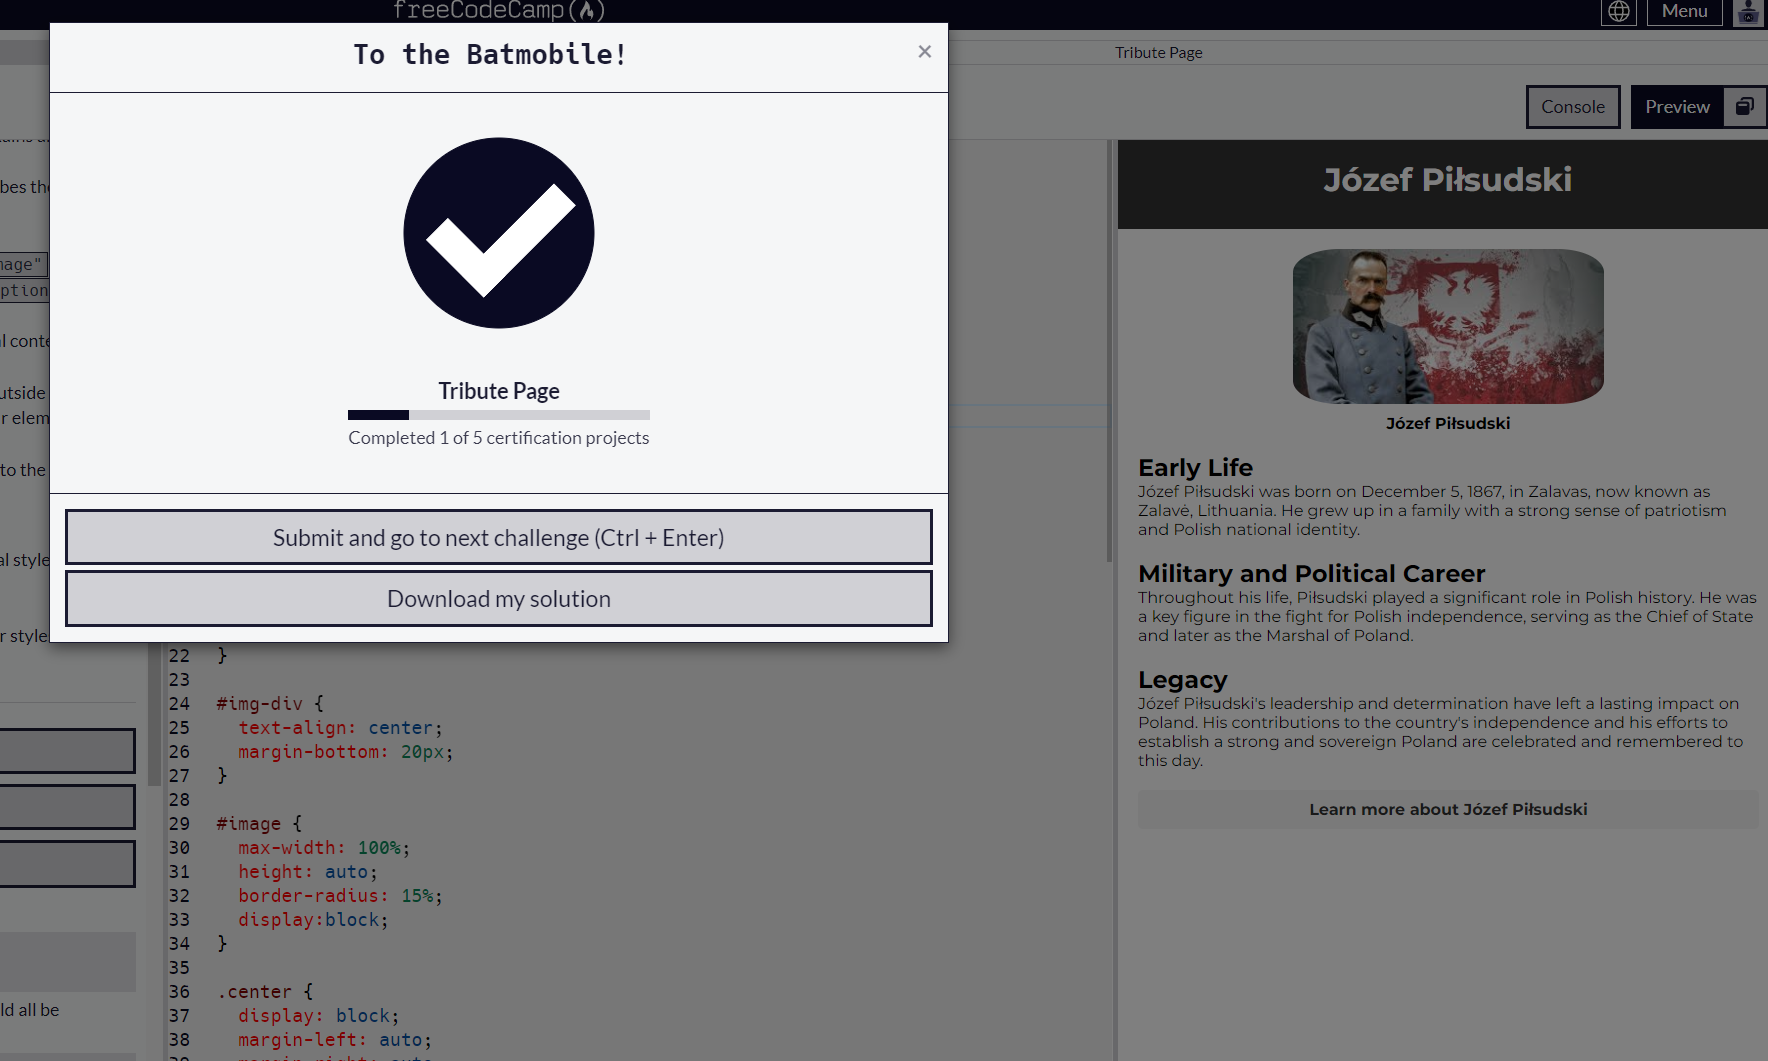 freeCodeCamp
Menu
Tribute Page
To the Batmobile!
×
Console
Preview
bes the
mage"
ption
l conte
utside
r elem
to the
al style
r style
ld all be
Tribute Page
Completed 1 of 5 certification projects
Submit and go to next challenge (Ctrl + Enter)
Download my solution
22 }
23
24 #img-div {
25 text-align: center;
26 margin-bottom: 20px;
27 }
28
29 #image {
30 max-width: 100%;
31 height: auto;
32 border-radius: 15%;
33 display:block;
34 }
35
36 .center {
37 display: block;
38 margin-left: auto;
Józef Piłsudski
Józef Piłsudski
Early Life
Józef Piłsudski was born on December 5, 1867, in Zalavas, now known as
Zalavė, Lithuania. He grew up in a family with a strong sense of patriotism
and Polish national identity.
Military and Political Career
Throughout his life, Piłsudski played a significant role in Polish history. He was
a key figure in the fight for Polish independence, serving as the Chief of State
and later as the Marshal of Poland.
Legacy
Józef Piłsudski's leadership and determination have left a lasting impact on
Poland. His contributions to the country's independence and his efforts to
establish a strong and sovereign Poland are celebrated and remembered to
this day.
Learn more about Józef Piłsudski